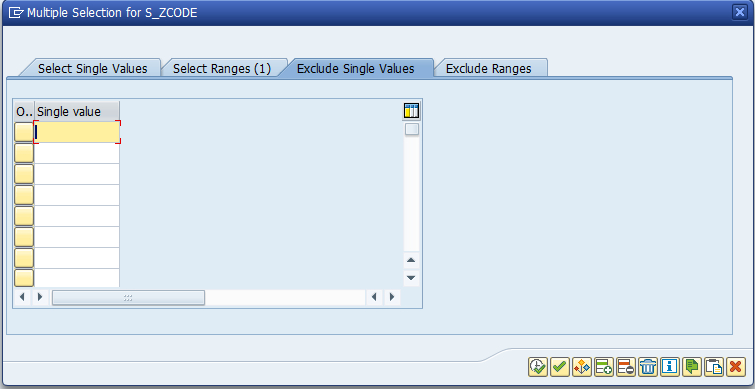 Multiple Selection for S_ZCODE
Select Single Values
Select Ranges (1)
Exclude Single Values
Exclude Ranges
O.. Single value